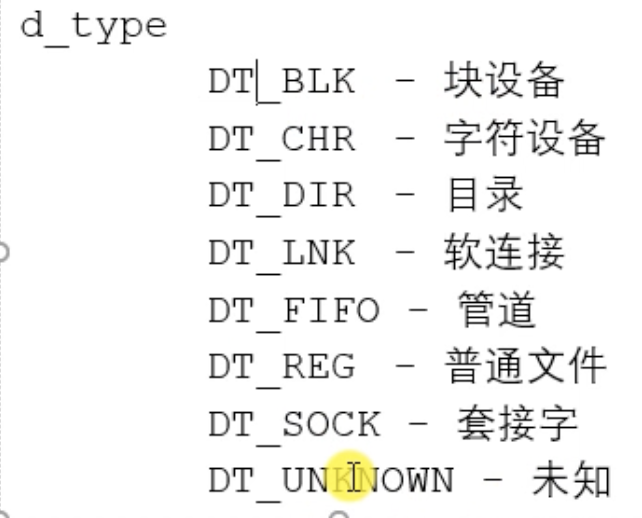 d_type
DT_BLK - 块设备
DT_CHR - 字符设备
DT_DIR - 目录
DT_LNK - 软连接
DT_FIFO - 管道
DT_REG - 普通文件
DT_SOCK - 套接字
DT_UNKNOWN - 未知